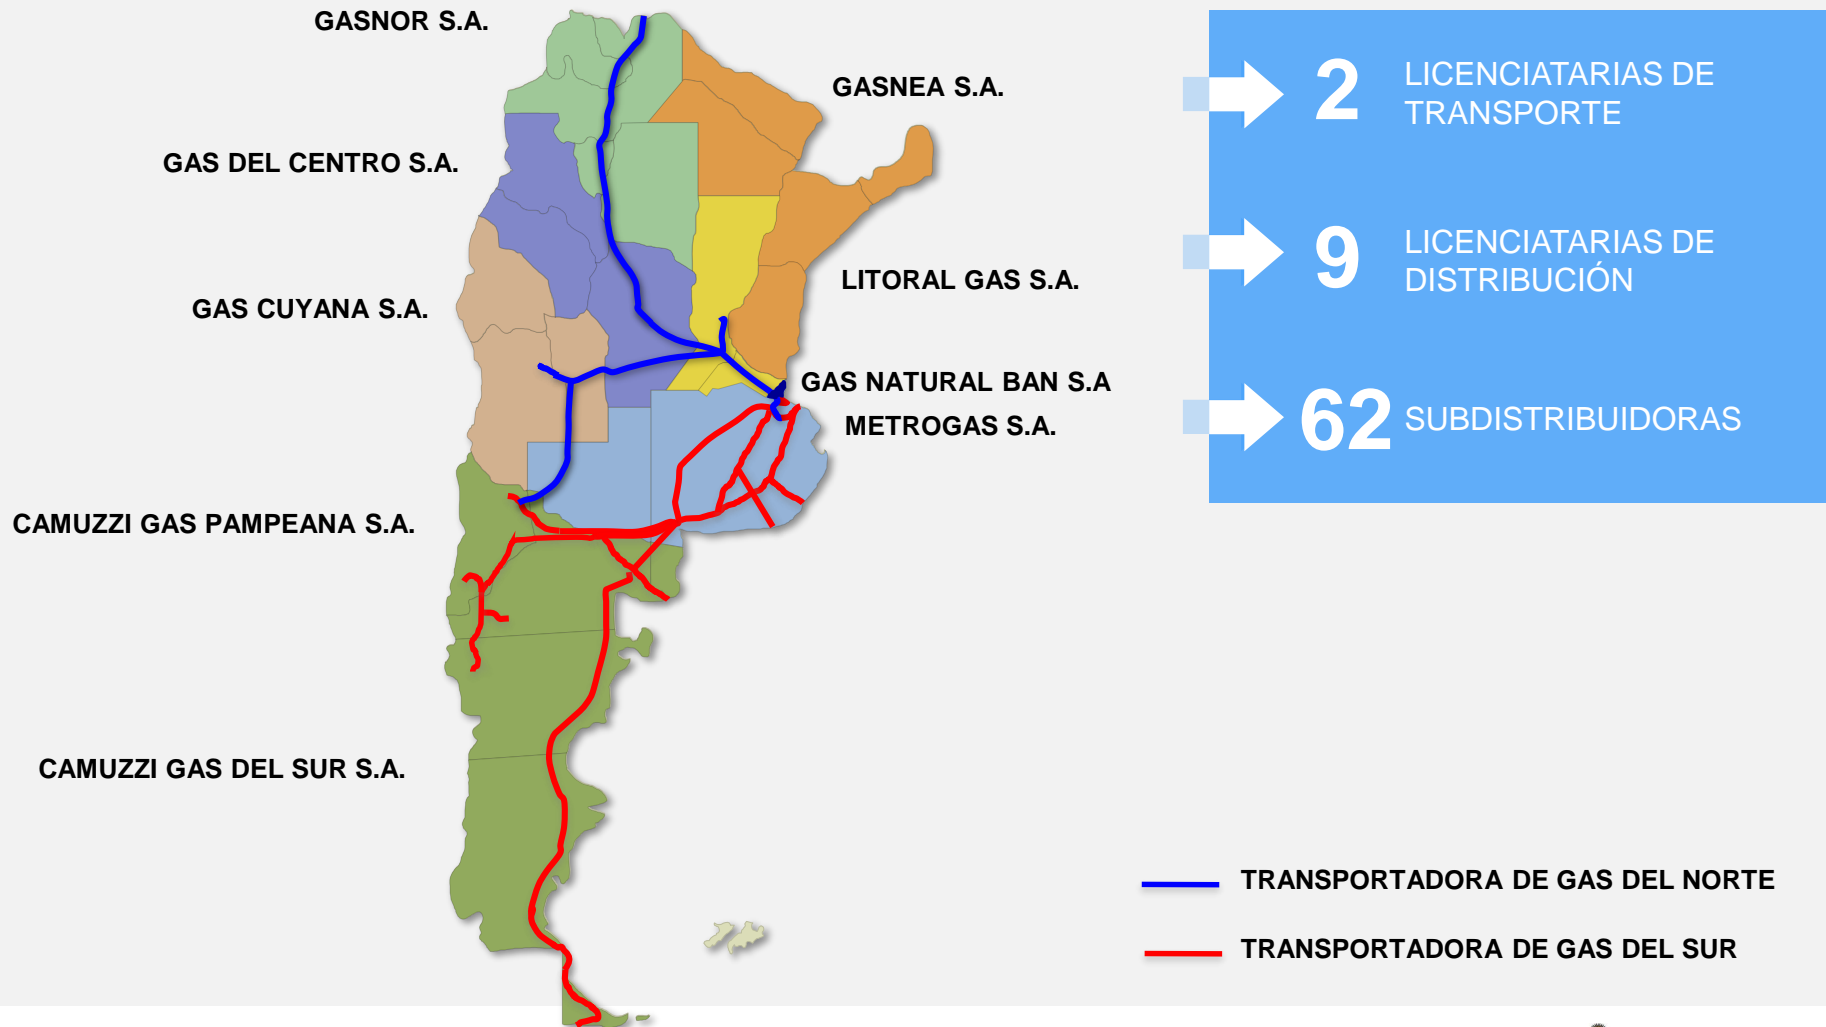 GASNOR S.A.
GASNEA S.A.
GAS DEL CENTRO S.A.
LITORAL GAS S.A.
GAS CUYANA S.A.
GAS NATURAL BAN S.A
METROGAS S.A.
CAMUZZI GAS PAMPEANA S.A.
CAMUZZI GAS DEL SUR S.A.
2
LICENCIATARIAS DE
TRANSPORTE
9
LICENCIATARIAS DE
DISTRIBUCIÓN
62
SUBDISTRIBUIDORAS
TRANSPORTADORA DE GAS DEL NORTE
TRANSPORTADORA DE GAS DEL SUR